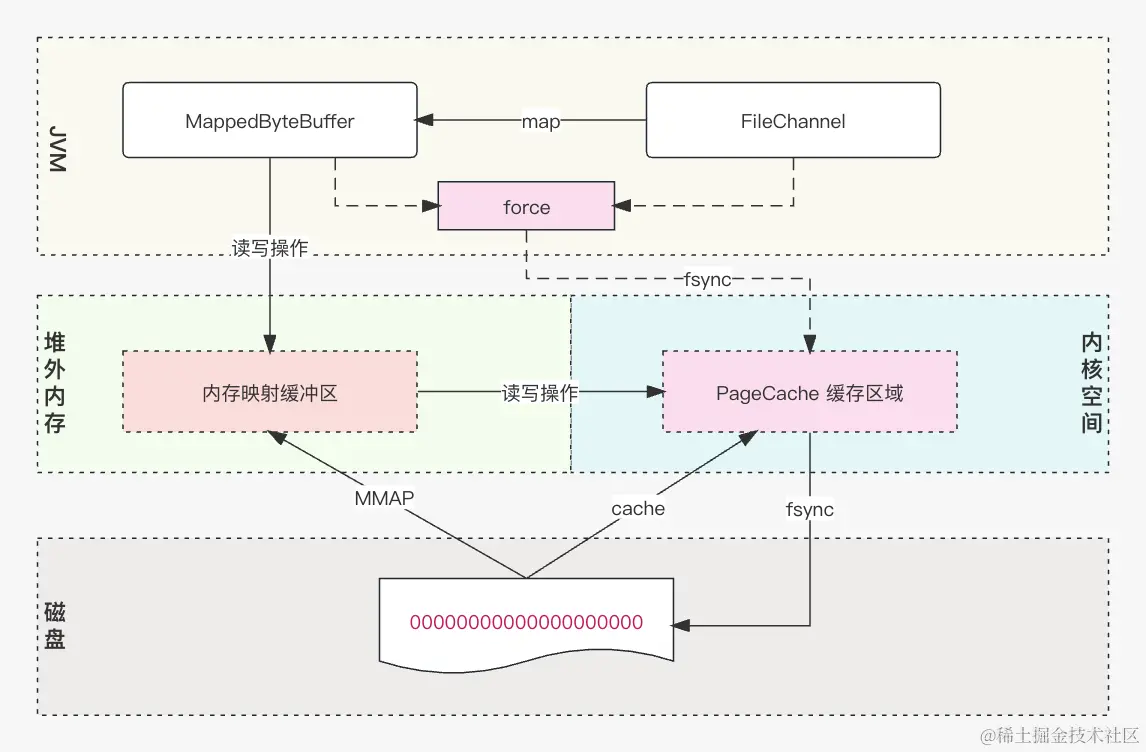 JVM
MappedByteBuffer
map
FileChannel
force
读写操作
fsync
堆外内存
内存映射缓冲区
读写操作
PageCache 缓存区域
内核空间
MMAP
cache
fsync
磁盘
00000000000000000000
@稀土掘金技术社区